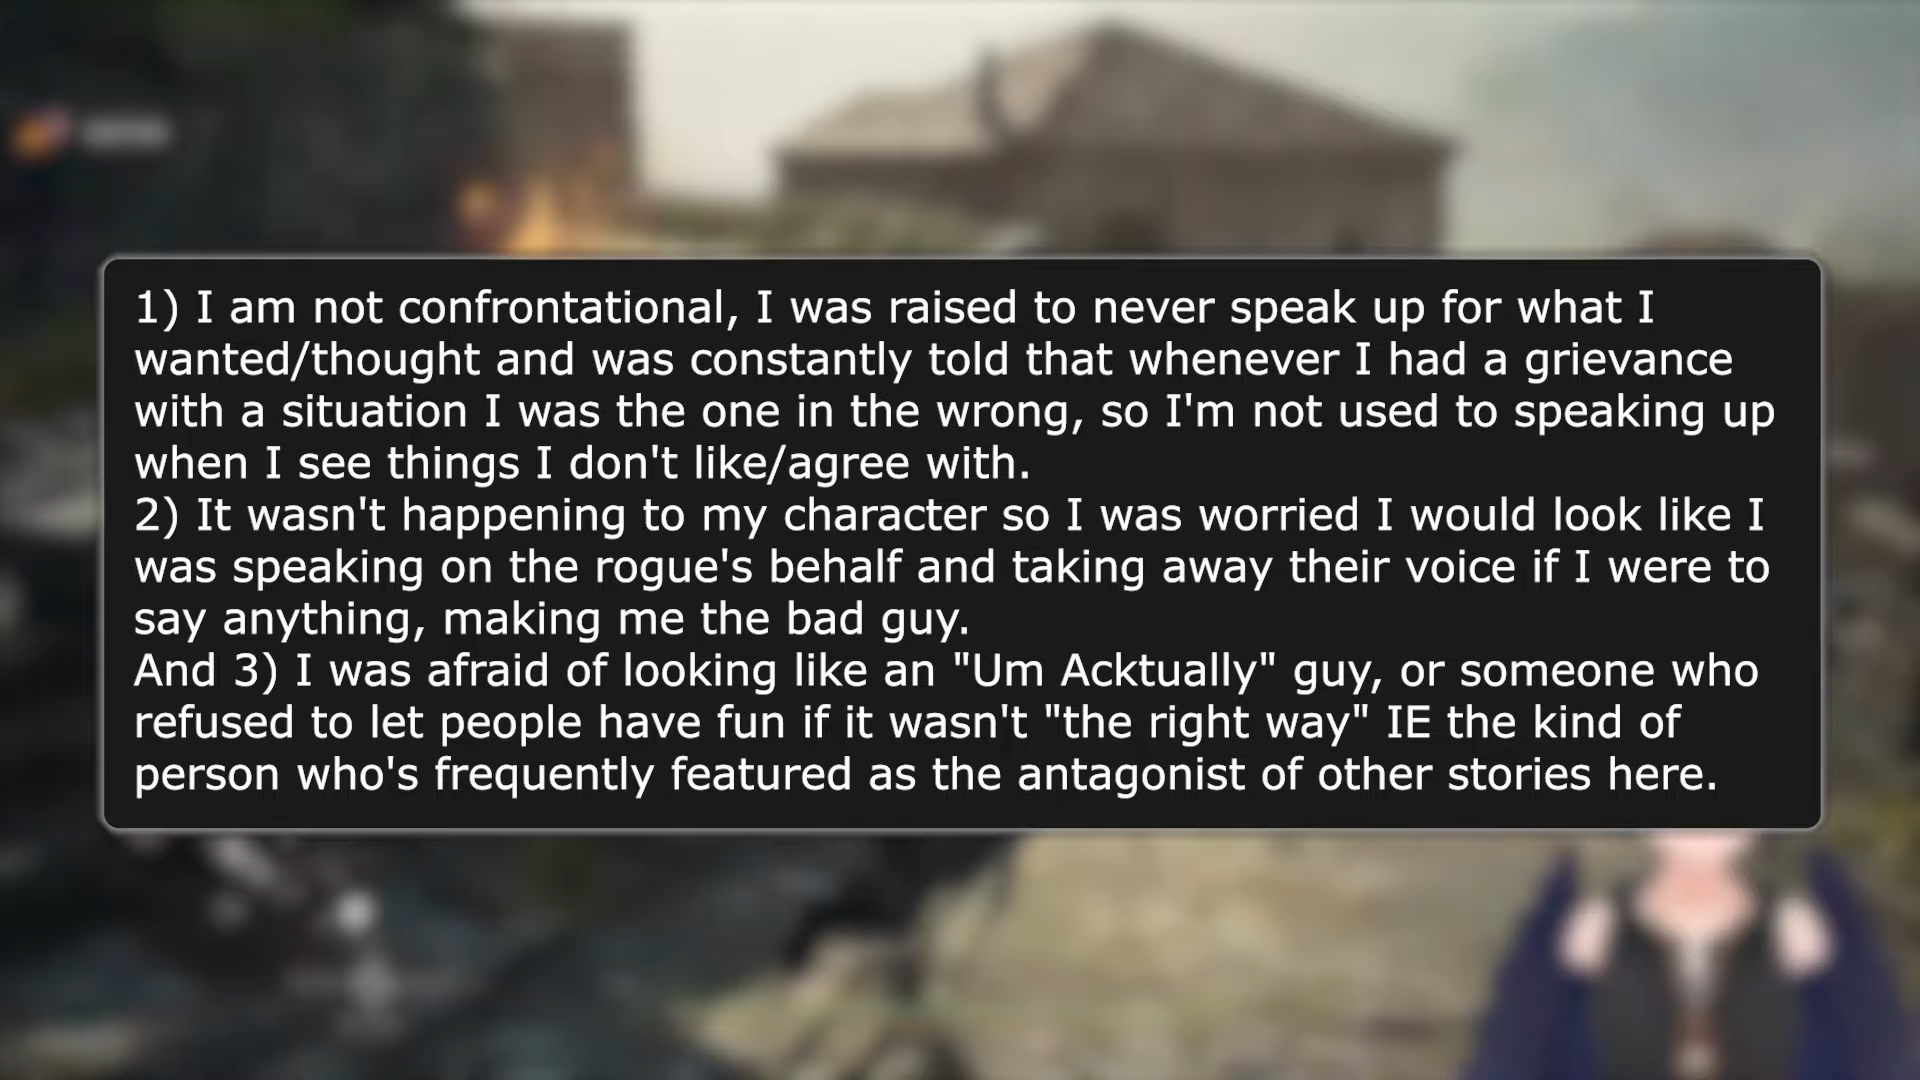 1) I am not confrontational, I was raised to never speak up for what I
wanted/thought and was constantly told that whenever I had a grievance
with a situation I was the one in the wrong, so I'm not used to speaking up
when I see things I don't like/agree with.
2) It wasn't happening to my character so I was worried I would look like I
was speaking on the rogue's behalf and taking away their voice if I were to
say anything, making me the bad guy.
And 3) I was afraid of looking like an "Um Acktually" guy, or someone who
refused to let people have fun if it wasn't "the right way" IE the kind of
person who's frequently featured as the antagonist of other stories here.